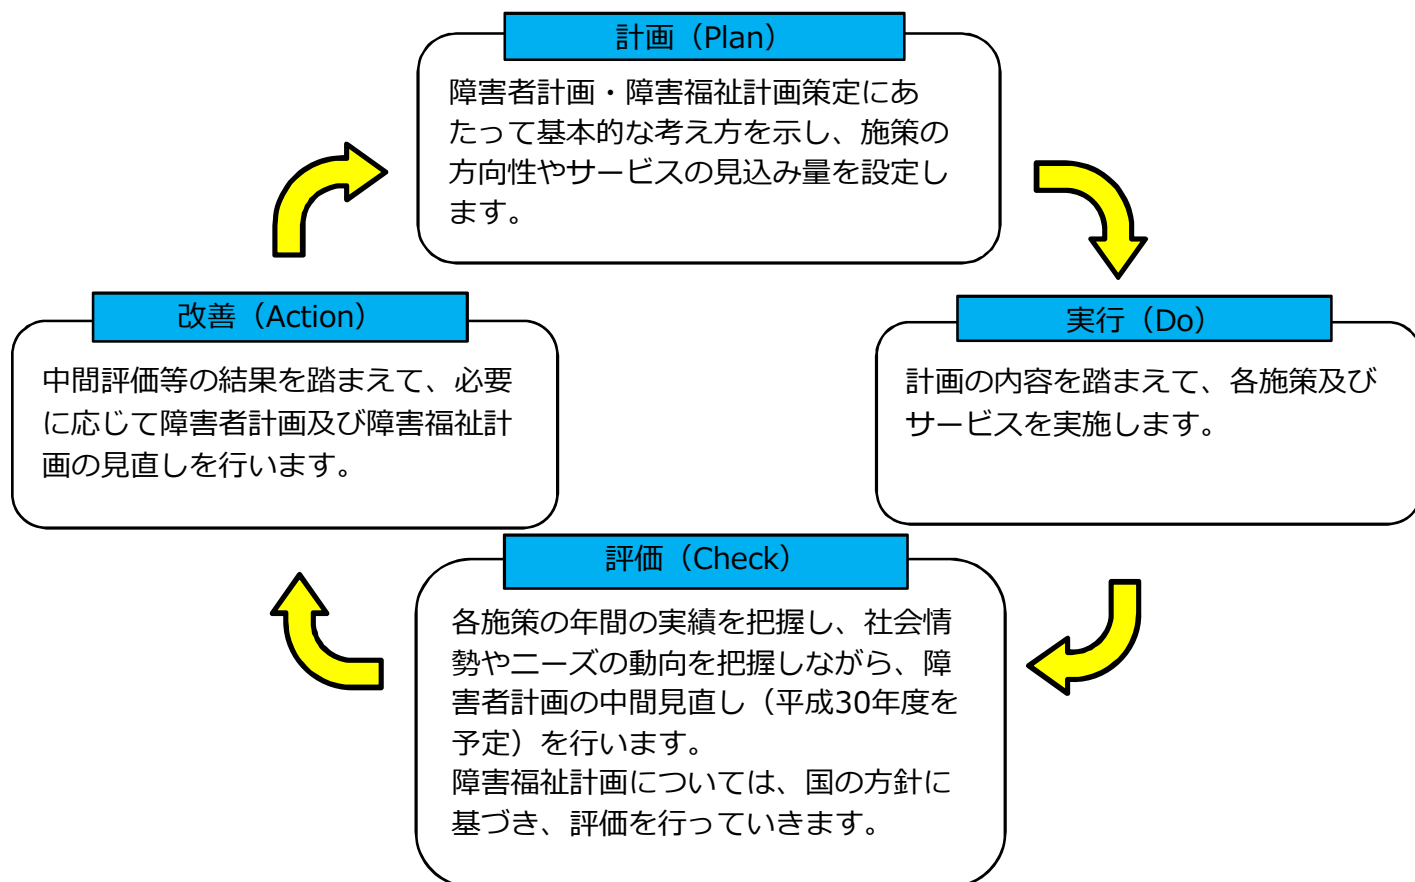 計画（Plan）
障害者計画・障害福祉計画策定にあ
たって基本的な考え方を示し、施策の
方向性やサービスの見込み量を設定し
ます。
改善（Action）
中間評価等の結果を踏まえて、必要
に応じて障害者計画及び障害福祉計
画の見直しを行います。
実行（Do）
計画の内容を踏まえて、各施策及び
サービスを実施します。
評価（Check）
各施策の年間の実績を把握し、社会情
勢やニーズの動向を把握しながら、障
害者計画の中間見直し（平成30年度を
予定）を行います。
障害福祉計画については、国の方針に
基づき、評価を行っていきます。